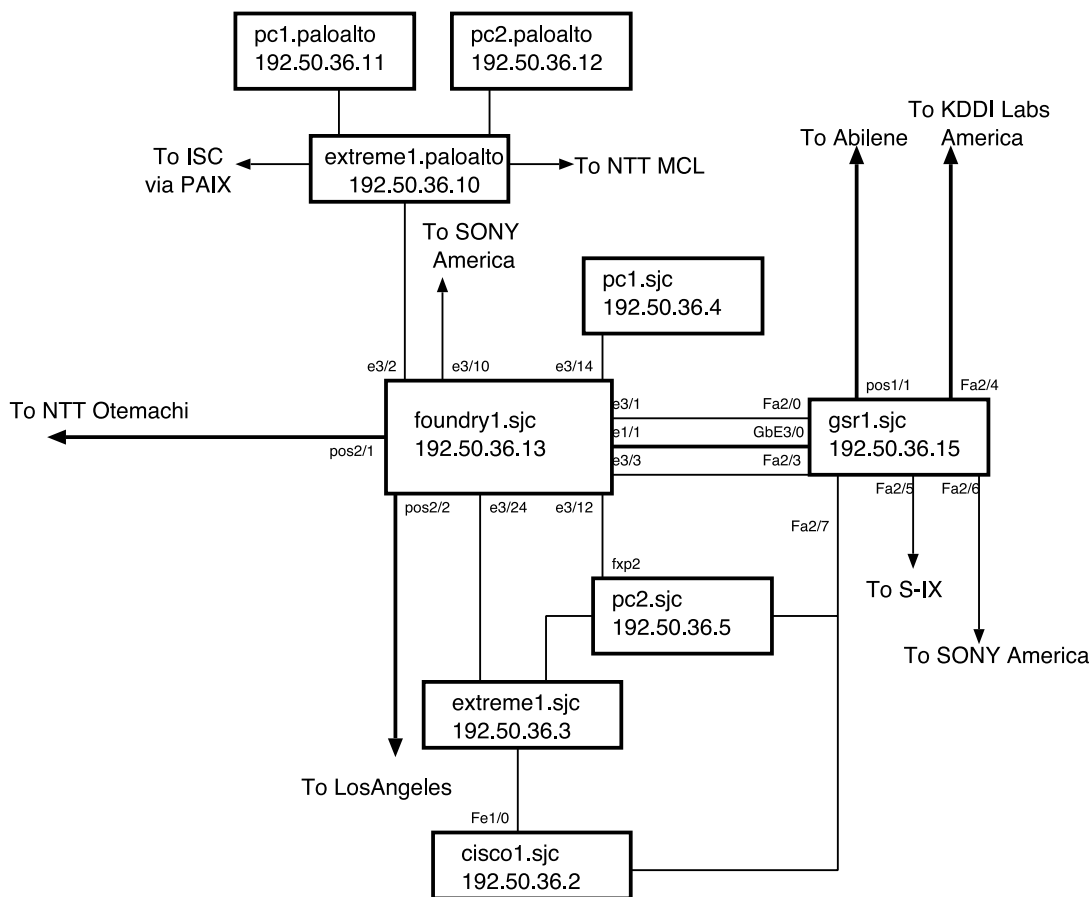 pc1.paloalto
192.50.36.11
pc2.paloalto
192.50.36.12
To ISC
via PAIX
extreme1.paloalto
192.50.36.10
To NTT MCL
To Abilene
To KDDI Labs
America
To SONY
America
pc1.sjc
192.50.36.4
e3/2
e3/10
e3/14
pos1/1
Fa2/4
To NTT Otemachi
pos2/1
foundry1.sjc
192.50.36.13
e3/1
e1/1
e3/3
Fa2/0
GbE3/0
Fa2/3
gsr1.sjc
192.50.36.15
pos2/2
e3/24
e3/12
Fa2/7
Fa2/5
Fa2/6
fxp2
pc2.sjc
192.50.36.5
To S-IX
To SONY America
extreme1.sjc
192.50.36.3
To LosAngeles
Fe1/0
cisco1.sjc
192.50.36.2